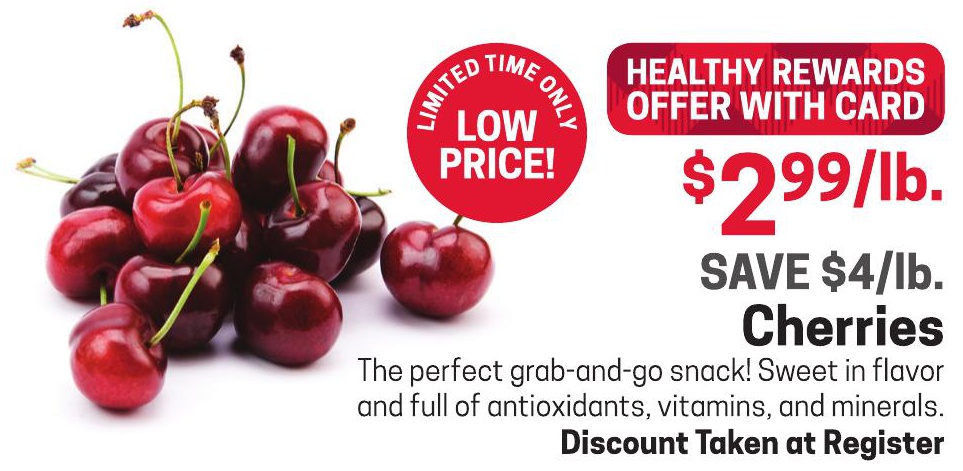 LIMITED TIME ONLY
LOW
PRICE!
HEALTHY REWARDS
OFFER WITH CARD
$2.99/lb.
SAVE $4/lb.
Cherries
The perfect grab-and-go snack! Sweet in flavor
and full of antioxidants, vitamins, and minerals.
Discount Taken at Register